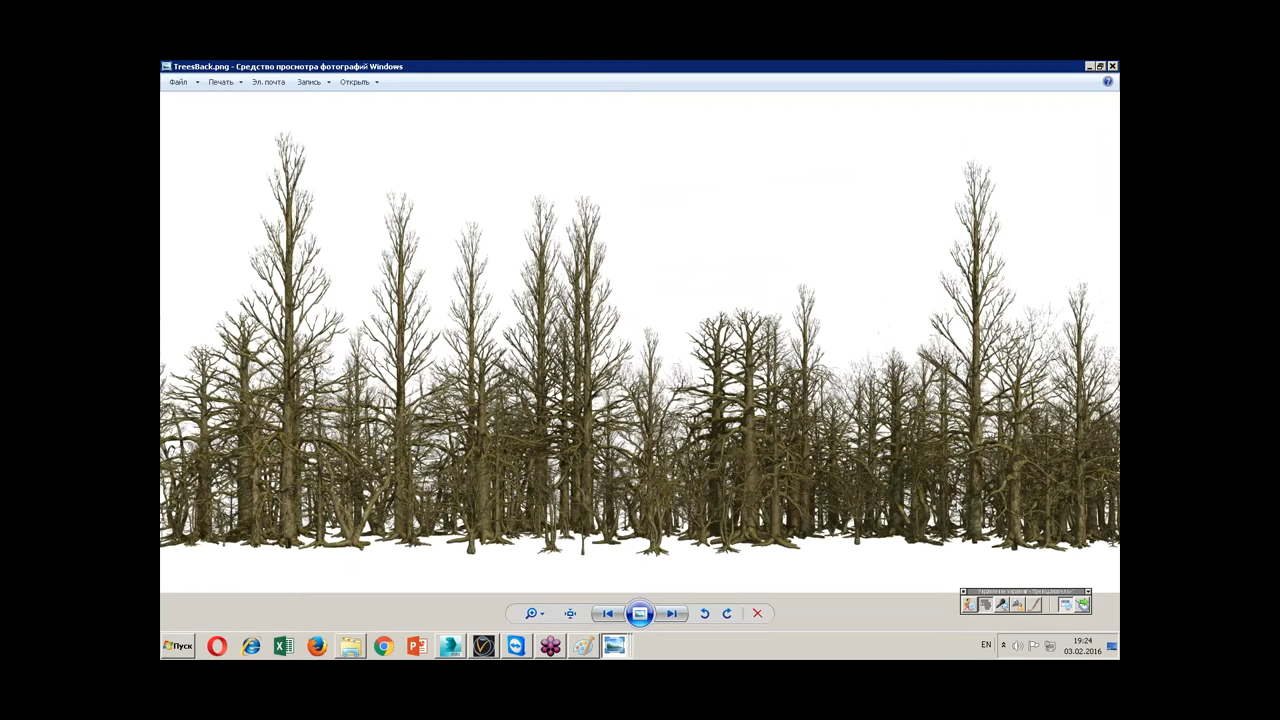 TreesBack.png - Средство просмотра фотографий Windows
Файл Печать Эл. почта Запись Открыть
Пуск
EN
19:24
03.02.2016